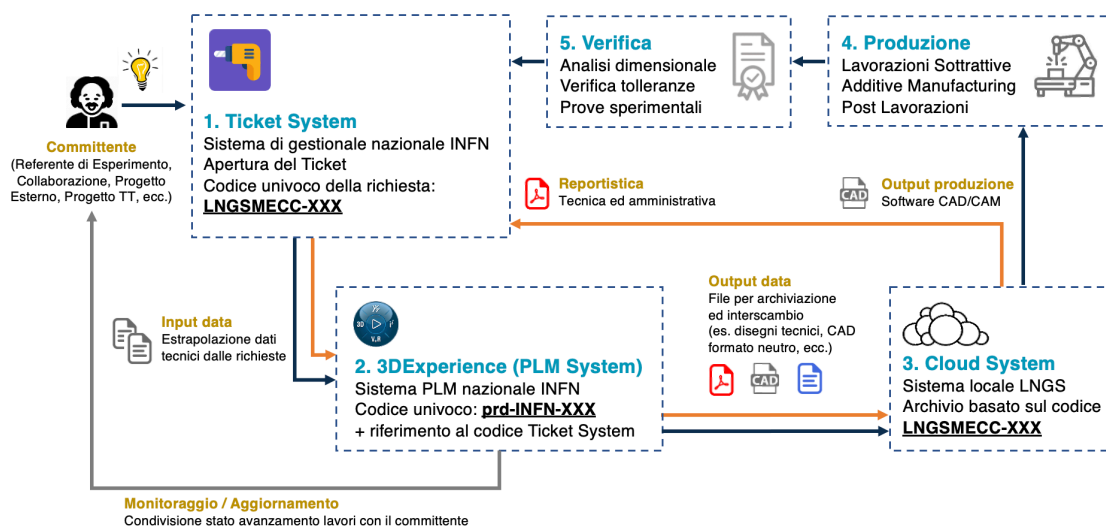 Committente
(Referente di Esperimento,
Collaborazione, Progetto
Esterno, Progetto TT, ecc.)
1. Ticket System
Sistema di gestionale nazionale INFN
Apertura del Ticket
Codice univoco della richiesta:
LNGSMECC-XXX
5. Verifica
Analisi dimensionale
Verifica tolleranze
Prove sperimentali
4. Produzione
Lavorazioni Sottrattive
Additive Manufacturing
Post Lavorazioni
Reportistica
Tecnica ed amministrativa
CAD
Output produzione
Software CAD/CAM
Input data
Estrapolazione dati
tecnici dalle richieste
3D
V.R
2. 3DExperience (PLM System)
Sistema PLM nazionale INFN
Codice univoco: prd-INFN-XXX
+ riferimento al codice Ticket System
Output data
File per archiviazione
ed interscambio
(es. disegni tecnici, CAD
formato neutro, ecc.)
CAD
3. Cloud System
Sistema locale LNGS
Archivio basato sul codice
LNGSMECC-XXX
Monitoraggio / Aggiornamento
Condivisione stato avanzamento lavori con il committente